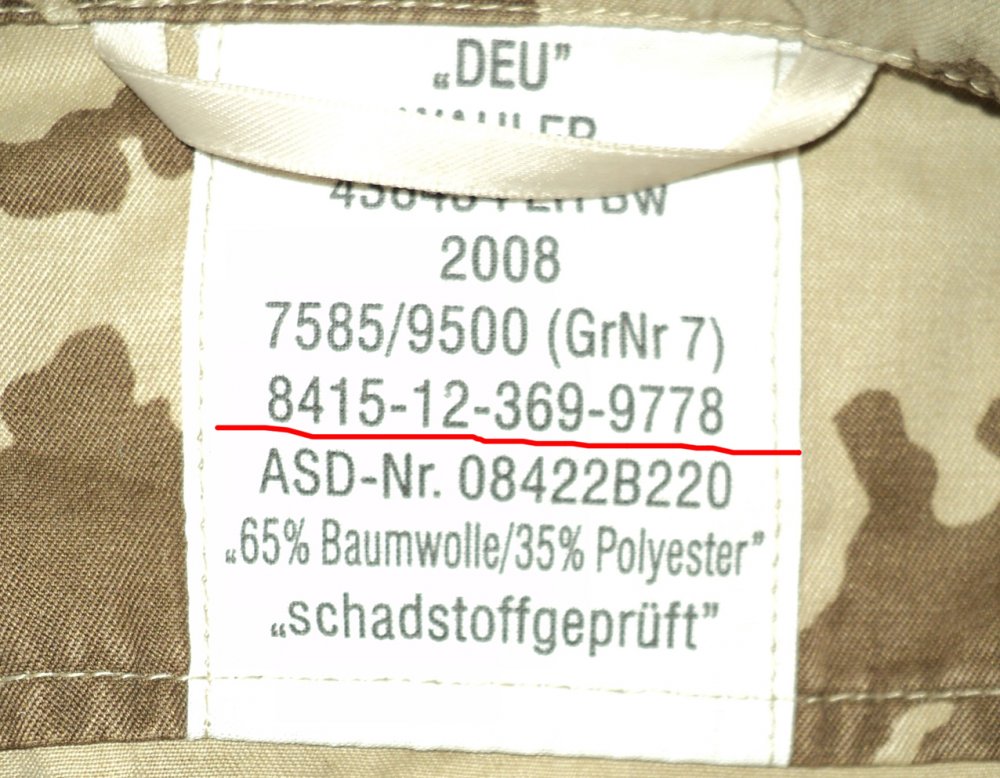 „DEU”
2008
7585/9500 (GrNr 7)
8415-12-369-9778
ASD-Nr. 08422B220
„65% Baumwolle/35% Polyester”
„schadstoffgeprüft”